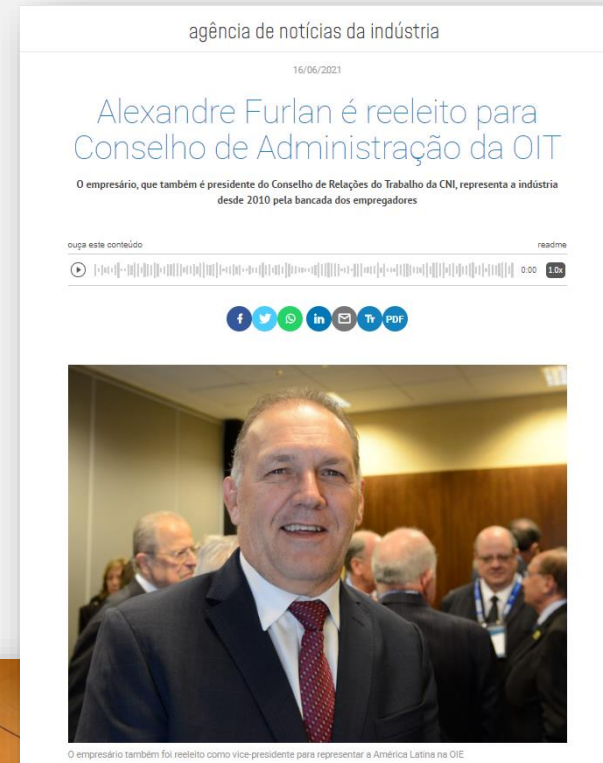 agência de notícias da indústria
16/06/2021
Alexandre Furlan é reeleito para
Conselho de Administração da OIT
O empresário, que também é presidente do Conselho de Relações do Trabalho da CNI, representa a indústria
desde 2010 pela bancada dos empregadores
ouça este conteúdo readme
0:00 1.0x
f in Tr PDF
O empresário também foi reeleito como vice-presidente para representar a América Latina na OIE